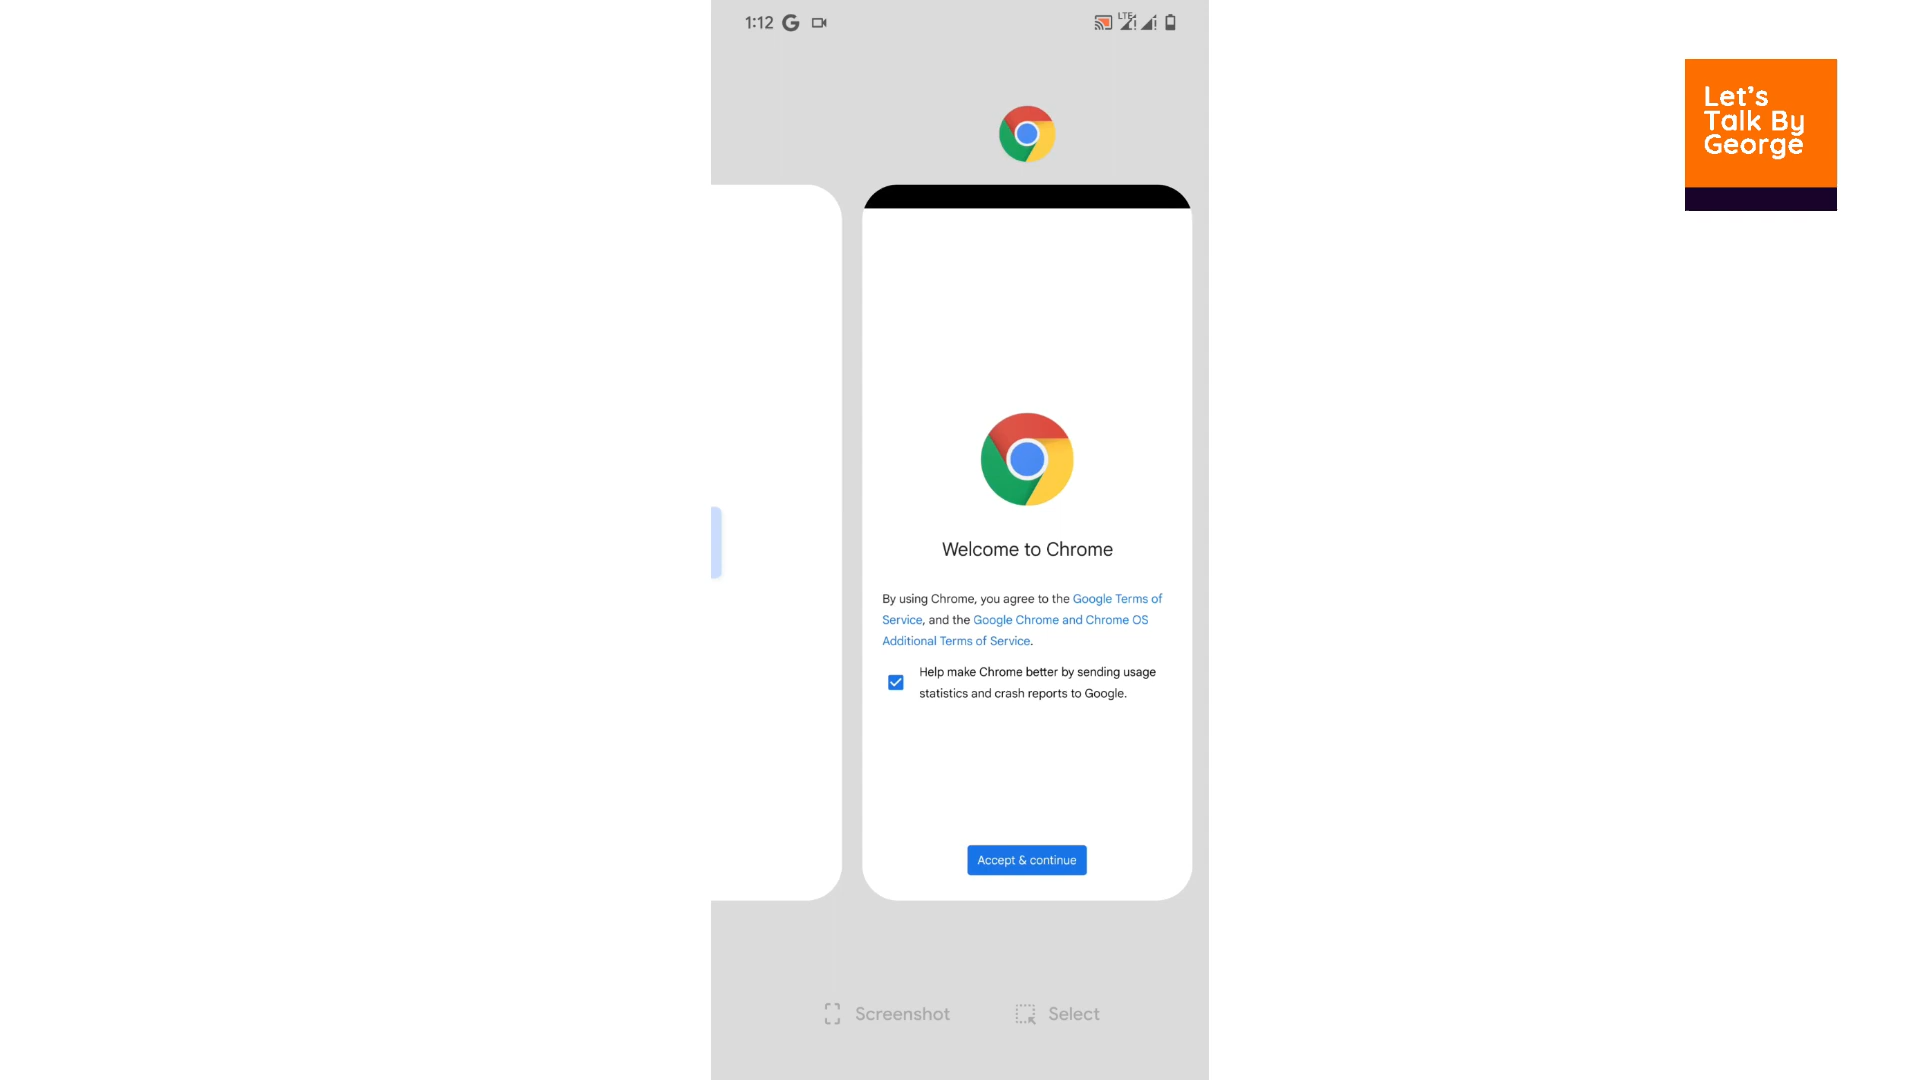 1:12
LTE
Let's
Talk By
George
Welcome to Chrome
By using Chrome, you agree to the Google Terms of
Service, and the Google Chrome and Chrome OS
Additional Terms of Service.
Help make Chrome better by sending usage
statistics and crash reports to Google.
Accept & continue
Screenshot
Select